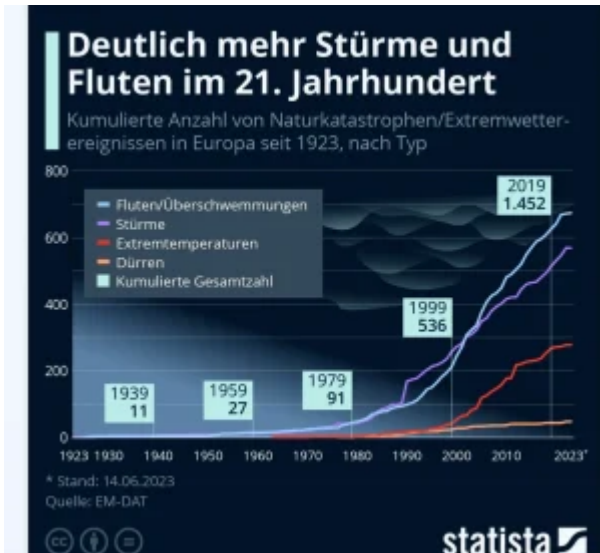 Deutlich mehr Stürme und
Fluten im 21. Jahrhundert
Kumulierte Anzahl von Naturkatastrophen/Extremwetter-
ereignissen in Europa seit 1923, nach Typ
800
600
400
200
0
Fluten/Überschwemmungen
Stürme
Extremtemperaturen
Dürren
Kumulierte Gesamtzahl
1939
11
1959
27
1979
91
1999
536
2019
1.452
1923 1930 1940 1950 1960 1970 1980 1990 2000 2010 2023*
* Stand: 14.06.2023
Quelle: EM-DAT
cc
statista